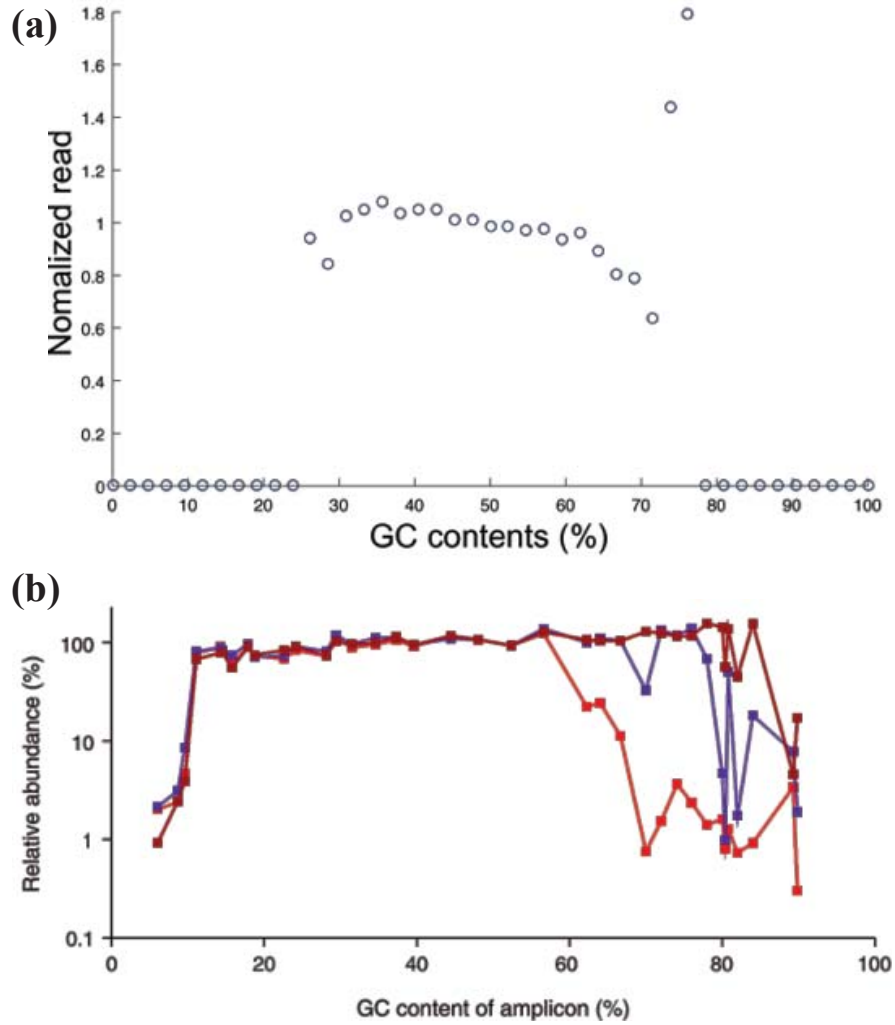 (a)
Nomalized read
1.8
1.6
1.4
1.2
1
0.8
0.6
0.4
0.2
0
0 10 20 30 40 50 60 70 80 90 100
GC contents (%)
(b)
Relative abundance (%)
100
10
1
0.1
0 20 40 60 80 100
GC content of amplicon (%)